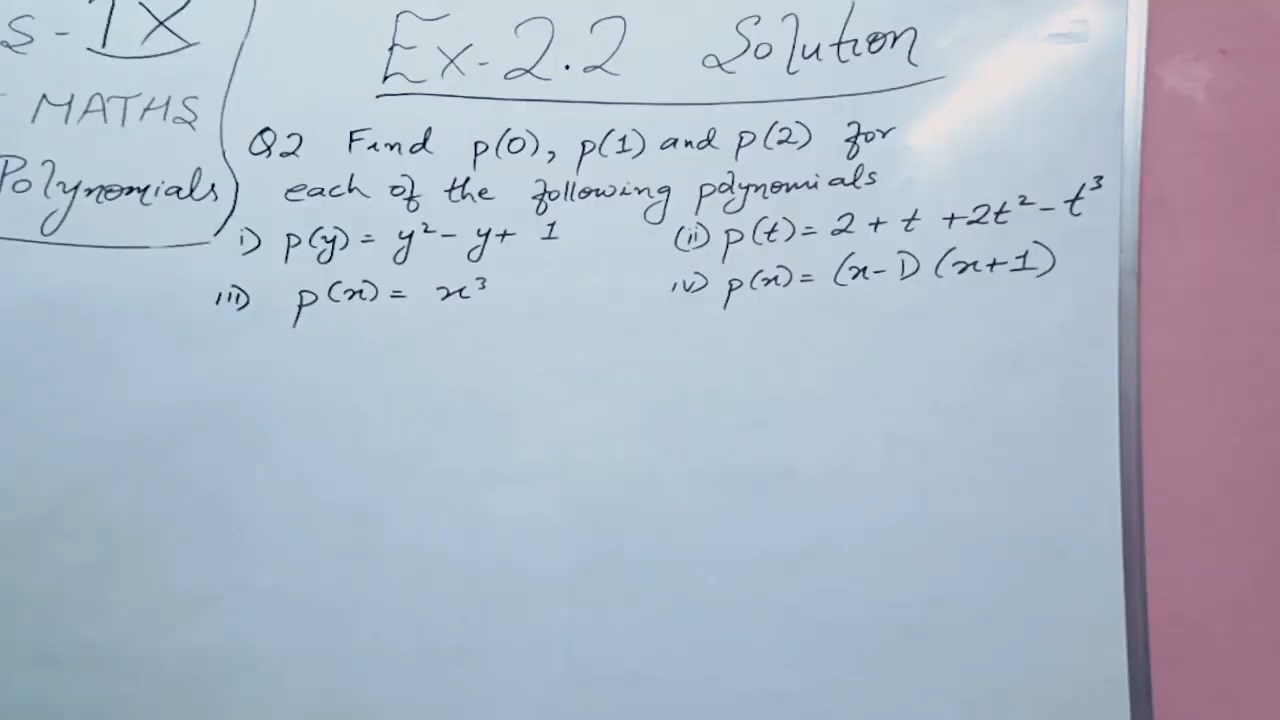 S - IX
MATHS
Polynomials
Ex-2.2 Solution
Q2 Find p(0), p(1) and p(2) for
each of the following polynomials
i) p(y) = y² - y + 1
(ii) p(t) = 2 + t + 2t² - t³
iii) p(x) = x³
iv) p(x) = (x-1) (x+1)